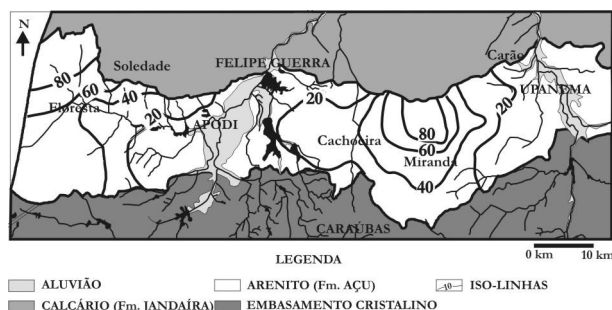 N
Soledade
FELIPE GUERRA
Carão
80
60
Floresta
40
20
APODI
20
Cachoeira
80
60
Miranda
40
20
UPANEMA
CARAÚBAS
0 km 10 km
LEGENDA
ALUVIÃO ARENITO (Fm. AÇU) 10 ISO-LINHAS
CALCÁRIO (Fm. JANDAÍRA) EMBASAMENTO CRISTALINO